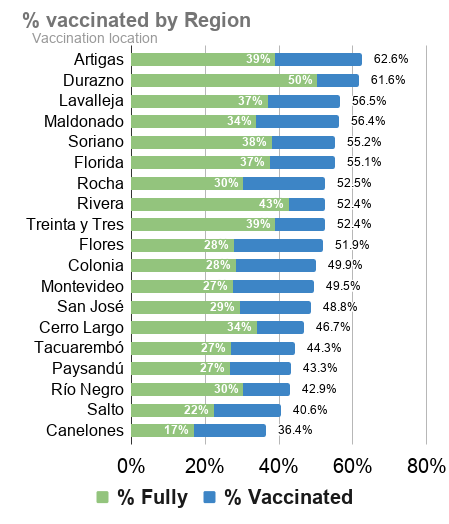 % vaccinated by Region
Vaccination location
Artigas 39% 62.6%
Durazno 50% 61.6%
Lavalleja 37% 56.5%
Maldonado 34% 56.4%
Soriano 38% 55.2%
Florida 37% 55.1%
Rocha 30% 52.5%
Rivera 43% 52.4%
Treinta y Tres 39% 52.4%
Flores 28% 51.9%
Colonia 28% 49.9%
Montevideo 27% 49.5%
San José 29% 48.8%
Cerro Largo 34% 46.7%
Tacuarembó 27% 44.3%
Paysandú 27% 43.3%
Río Negro 30% 42.9%
Salto 22% 40.6%
Canelones 17% 36.4%
0% 20% 40% 60% 80%
% Fully % Vaccinated